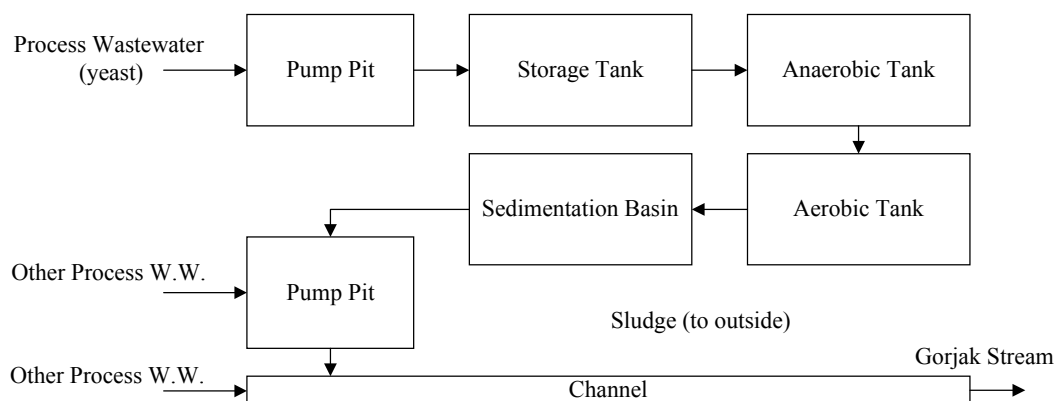 Process Wastewater
(yeast)
Pump Pit
Storage Tank
Anaerobic Tank
Sedimentation Basin
Aerobic Tank
Other Process W.W.
Pump Pit
Sludge (to outside)
Gorjak Stream
Other Process W.W.
Channel